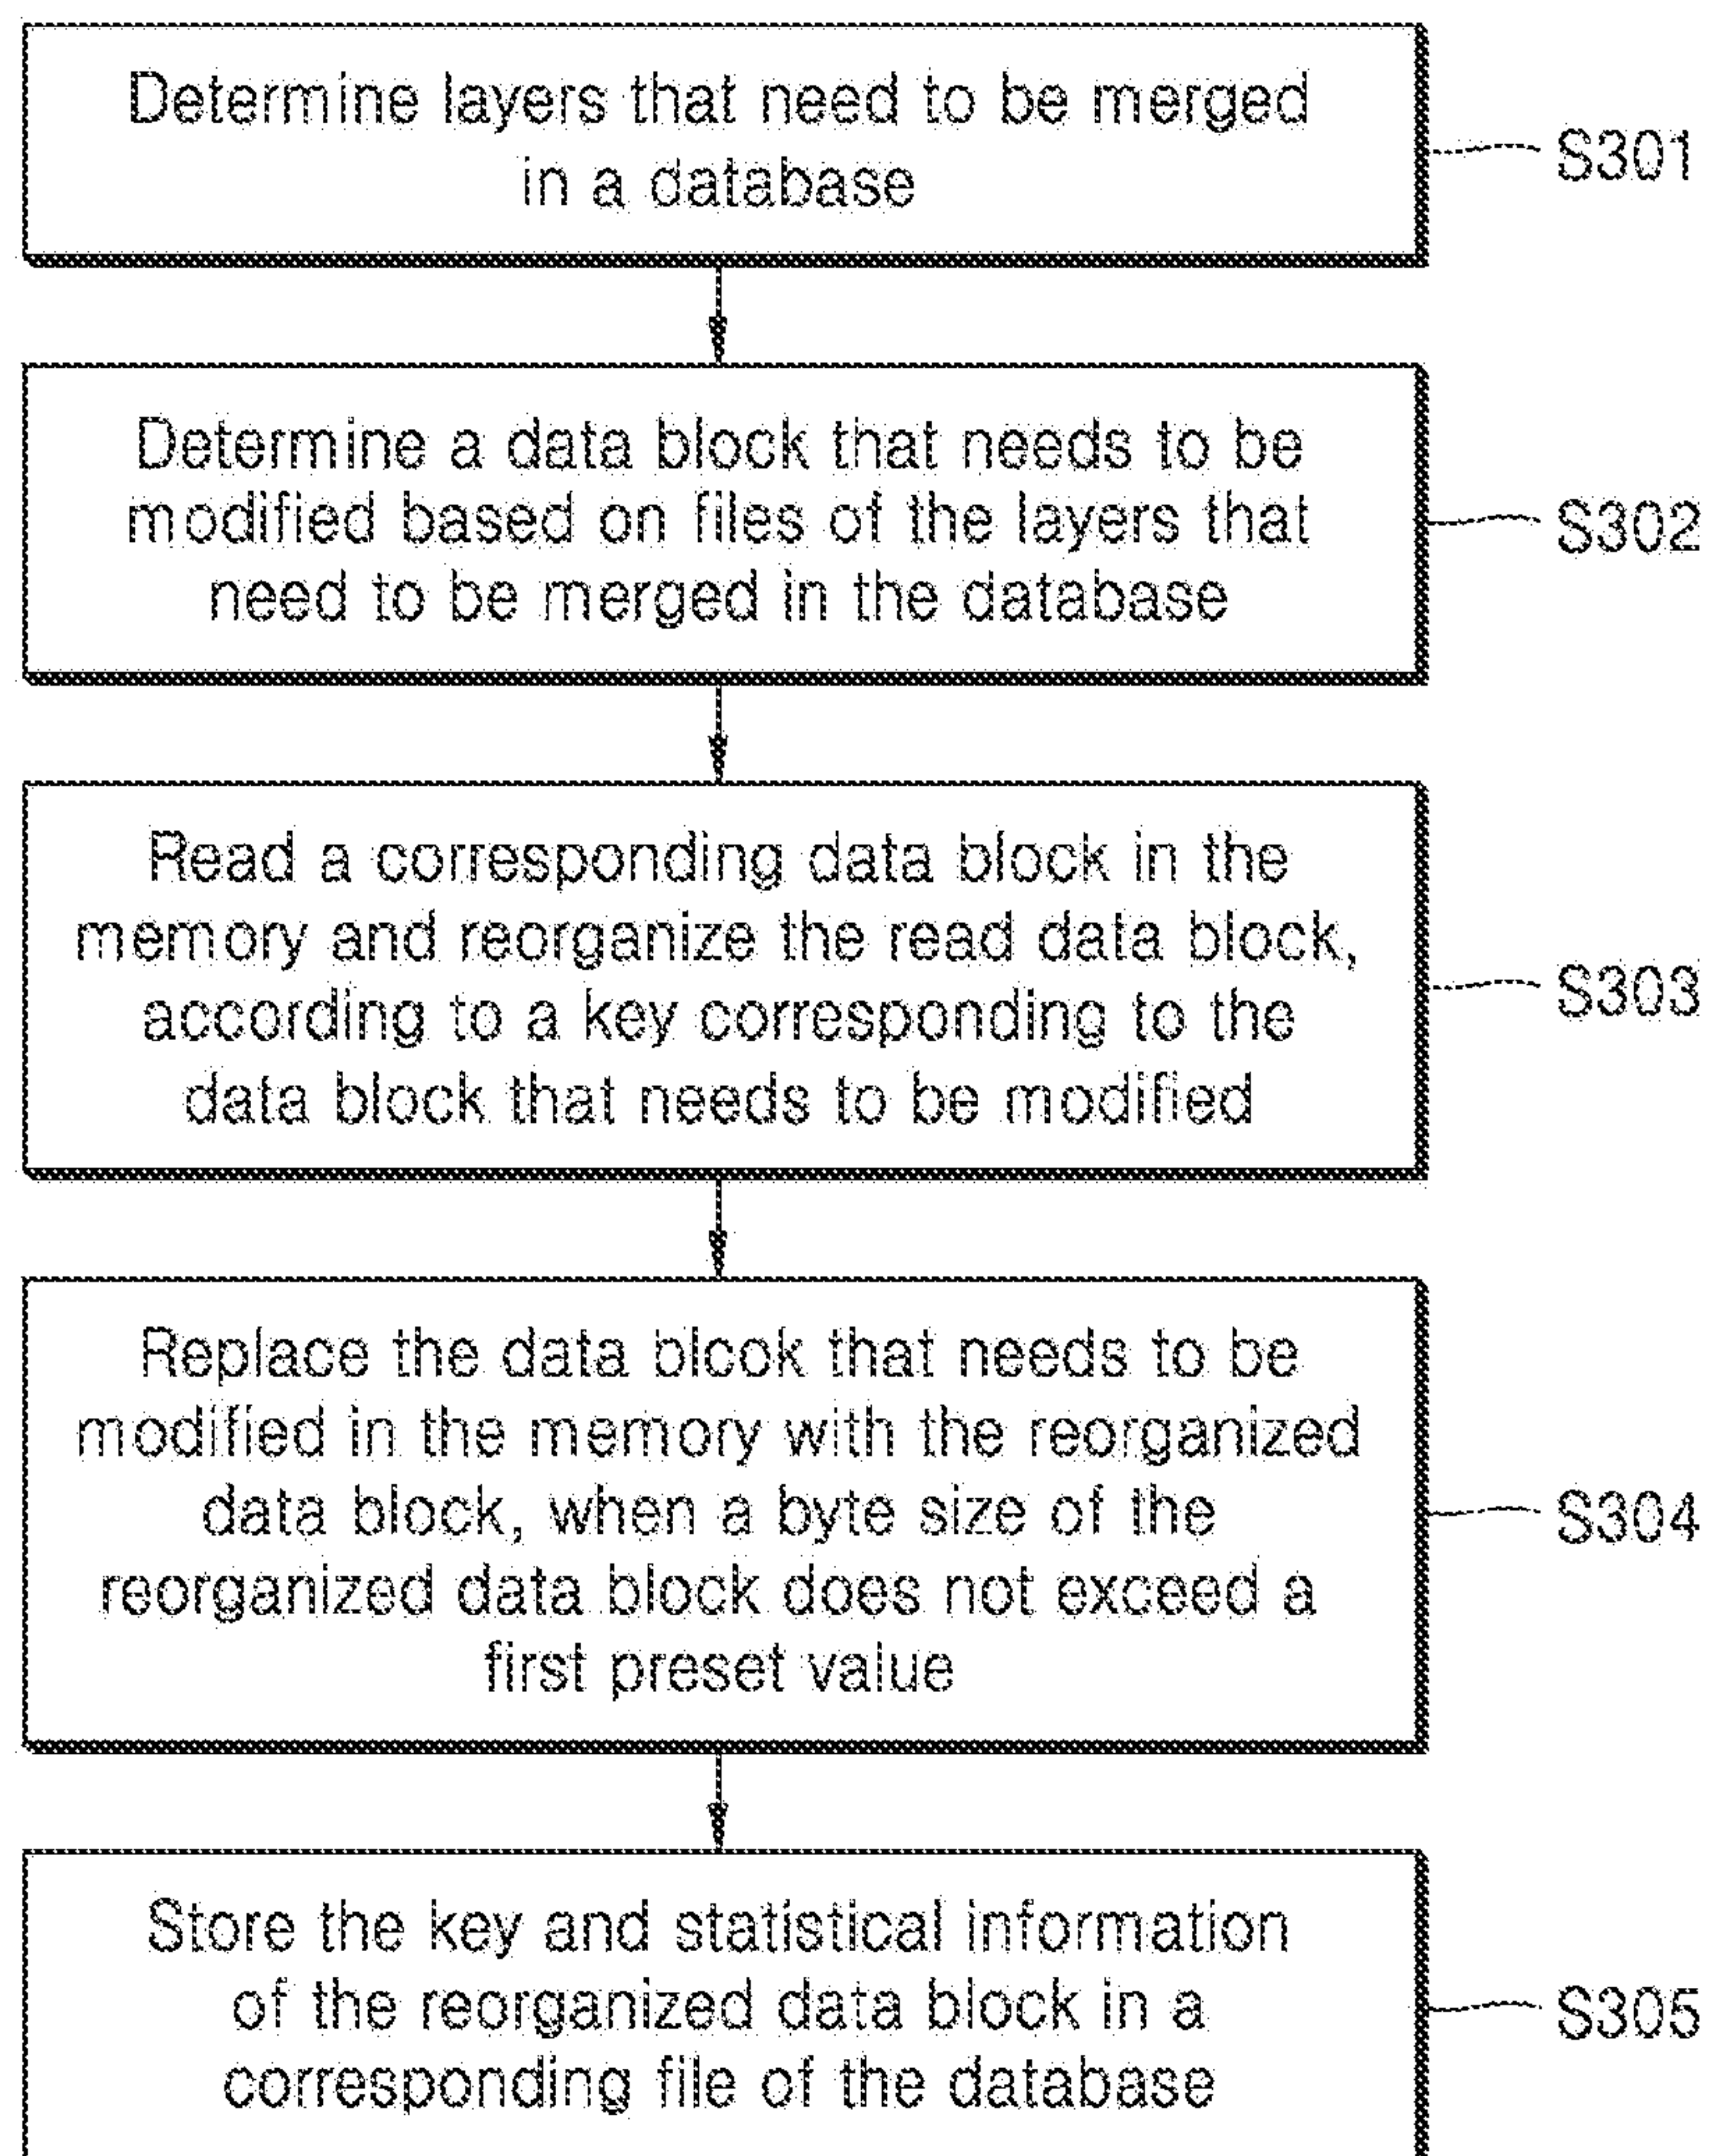 Determine layers that need to be merged
in a database
S301
Determine a data block that needs to be
modified based on files of the layers that
need to be merged in the database
S302
Read a corresponding data block in the
memory and reorganize the read data block,
according to a key corresponding to the
data block that needs to be modified
S303
Replace the data blcok that needs to be
modified in the memory with the reorganized
data block, when a byte size of the
reorganized data block does not exceed a
first preset value
S304
Store the key and statistical information
of the reorganized data block in a
corresponding file of the database
S305